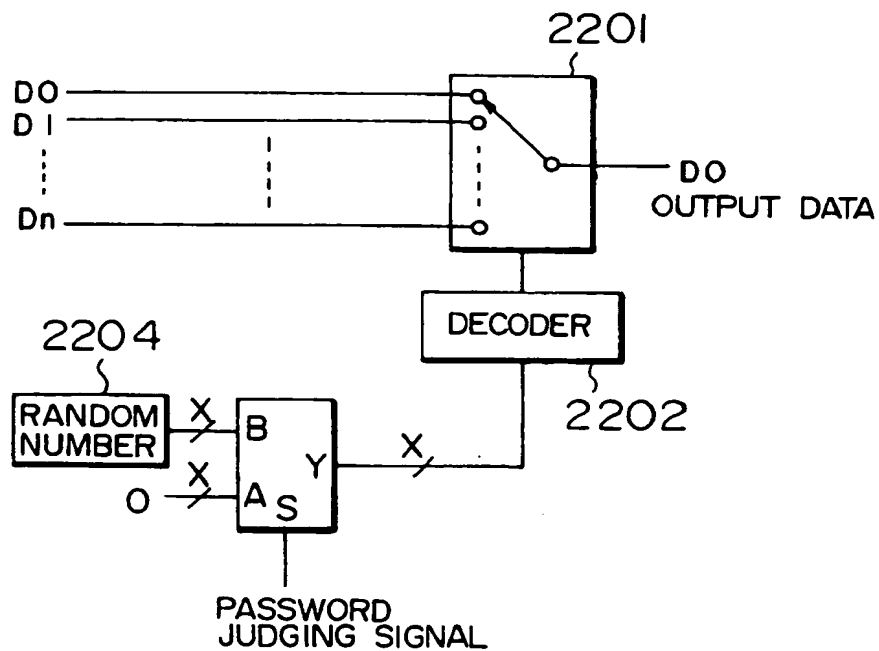 2201
D0
D1
Dn
D0
OUTPUT DATA
DECODER
2204
2202
RANDOM
NUMBER
X
B
X
Y
X
0
A
S
PASSWORD
JUDGING SIGNAL